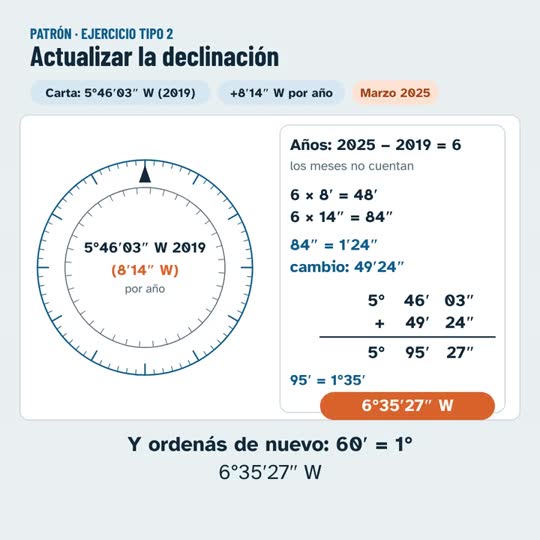 PATRÓN · EJERCICIO TIPO 2
Actualizar la declinación
Carta: 5°46′03″ W (2019)
+8′14″ W por año
Marzo 2025
5°46′03″ W 2019
(8′14″ W)
por año
Años: 2025 − 2019 = 6
los meses no cuentan
6 × 8′ = 48′
6 × 14″ = 84″
84″ = 1′24″
cambio: 49′24″
5° 46′ 03″
+ 49′ 24″
5° 95′ 27″
95′ = 1°35′
6°35′27″ W
Y ordenás de nuevo: 60′ = 1°
6°35′27″ W